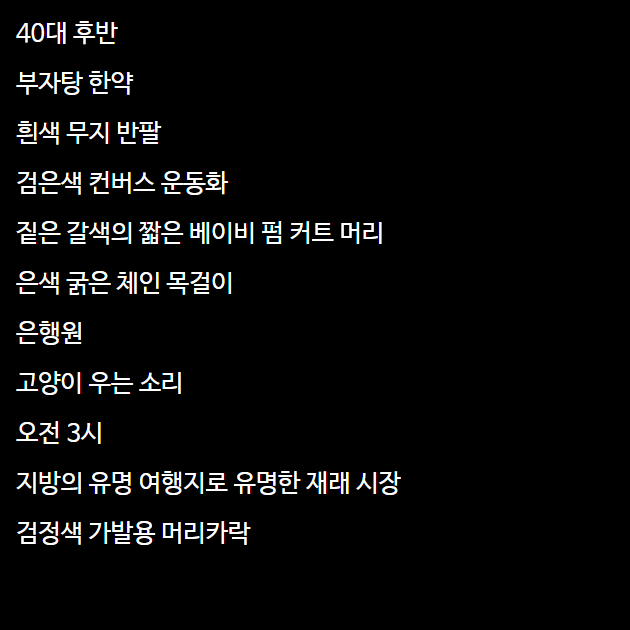 40대 후반
부자탕 한약
흰색 무지 반팔
검은색 컨버스 운동화
짙은 갈색의 짧은 베이비 펌 커트 머리
은색 굵은 체인 목걸이
은행원
고양이 우는 소리
오전 3시
지방의 유명 여행지로 유명한 재래 시장
검정색 가발용 머리카락